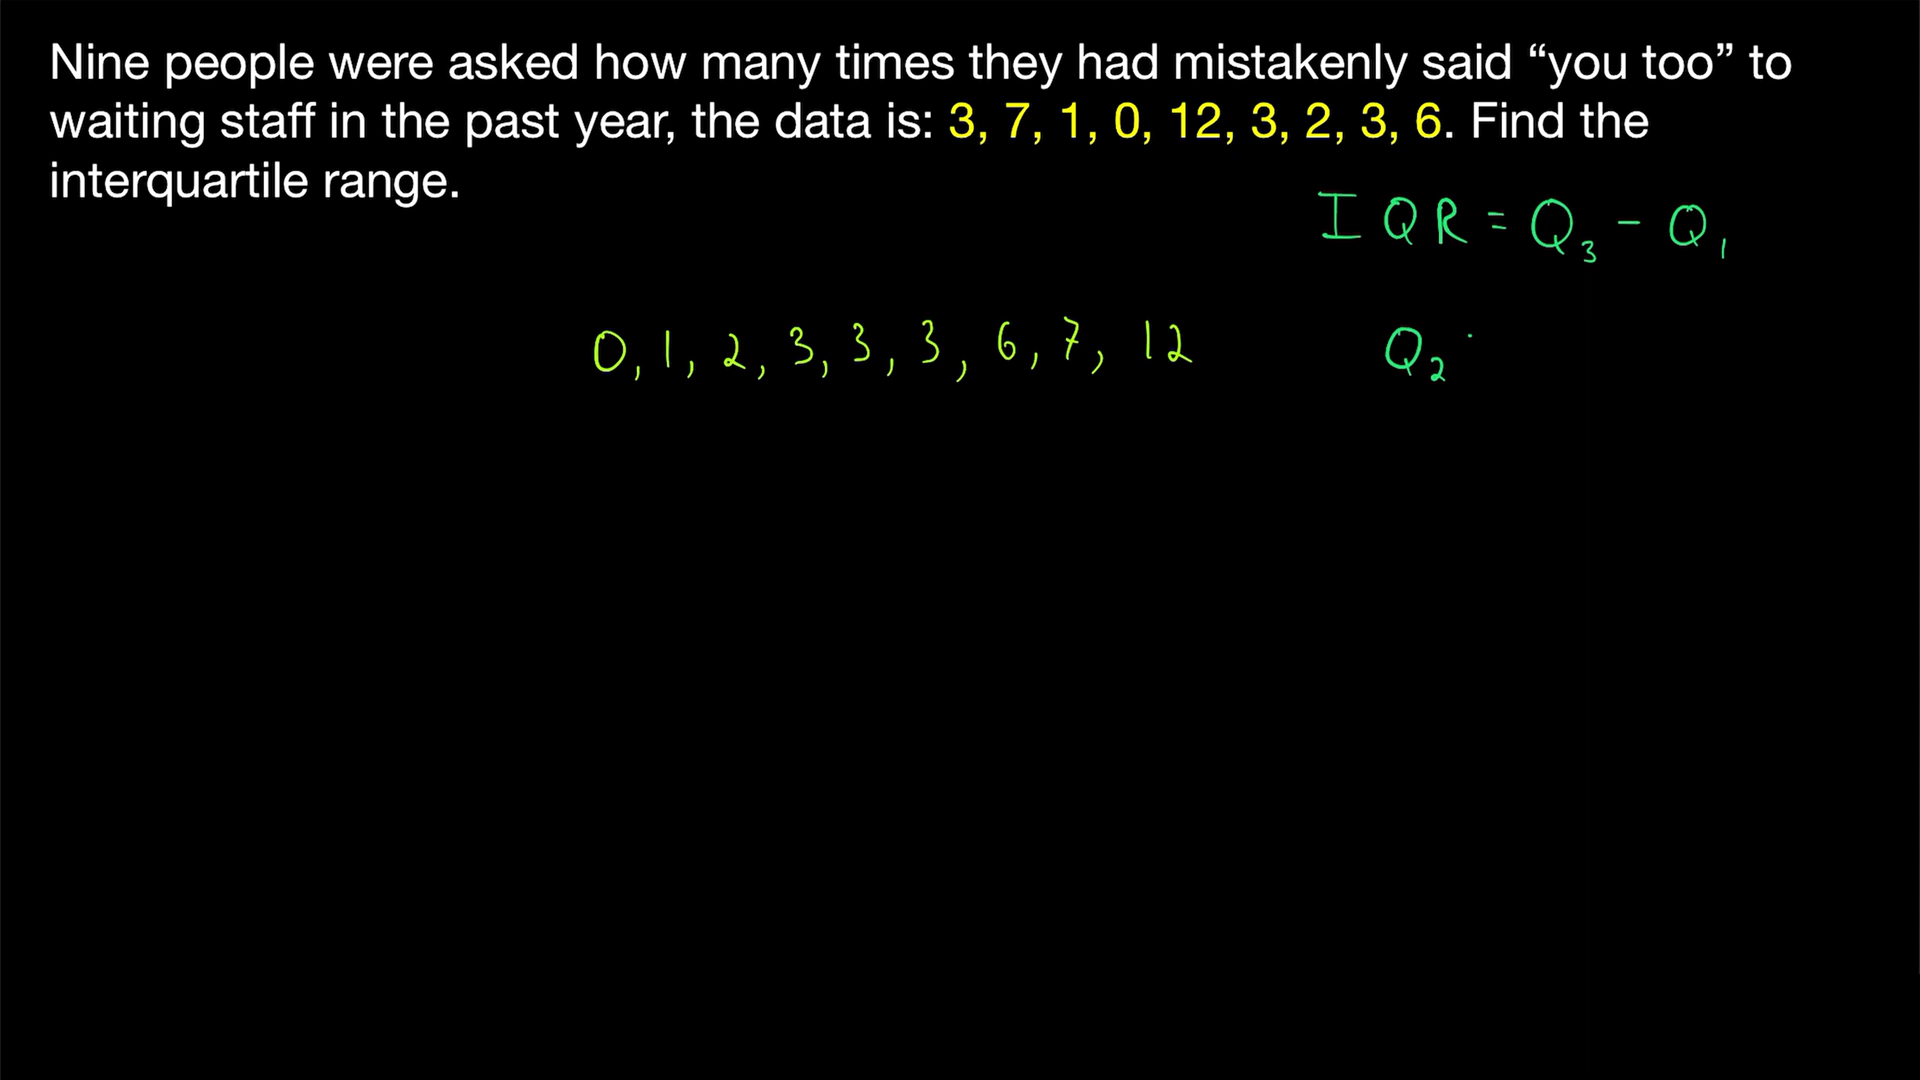 Nine people were asked how many times they had mistakenly said “you too” to
waiting staff in the past year, the data is: 3, 7, 1, 0, 12, 3, 2, 3, 6. Find the
interquartile range.
IQR = Q₃ - Q₁
0, 1, 2, 3, 3, 3, 6, 7, 12
Q₂